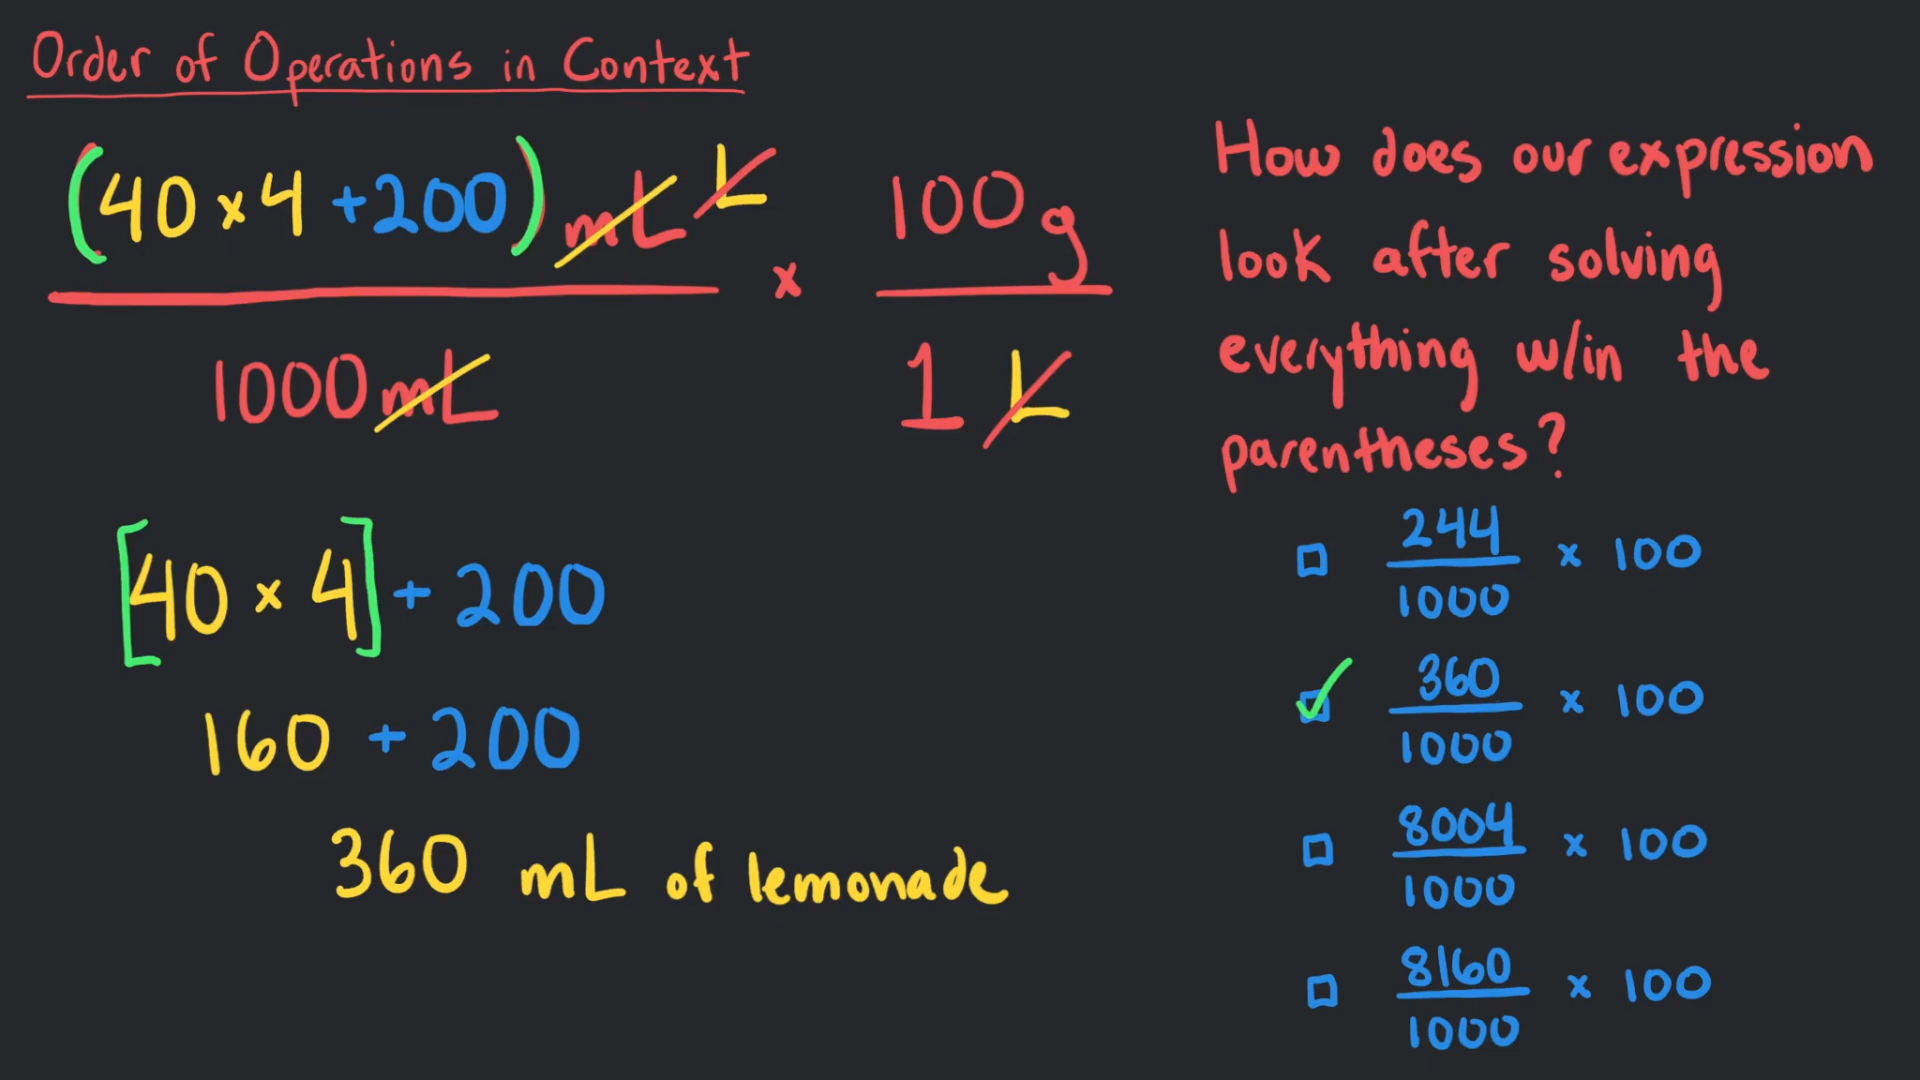 Order of Operations in Context
(40 x 4 + 200) mL L
1000 mL
x
100 g
1 L
[40 x 4] + 200
160 + 200
360 mL of lemonade
How does our expression
look after solving
everything w/in the
parentheses?
244
1000
x 100
360
1000
x 100
8004
1000
x 100
8160
1000
x 100